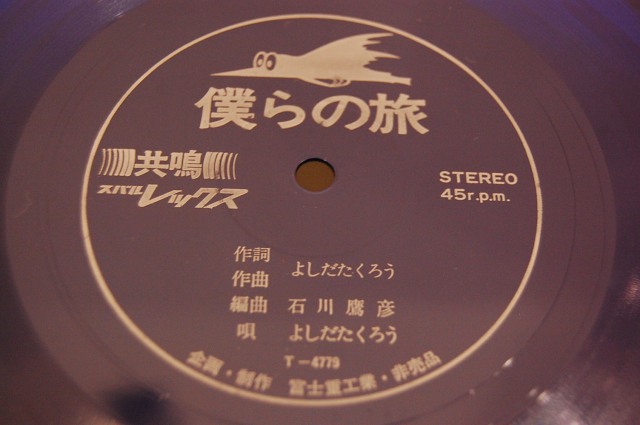 僕らの旅
共鳴
スバル レックス
STEREO
45r.p.m.
作詞
作曲 よしだたくろう
編曲 石川鷹彦
唄 よしだたくろう
T-4779
企画・制作 冨士重工業・非売品